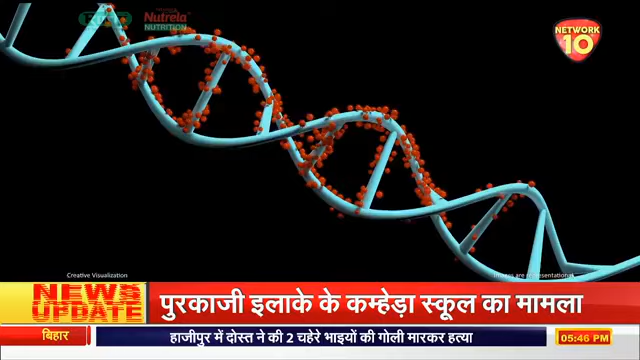 Nutrela
NUTRITION
NETWORK
10
Creative Visualization
Images are representational
NEWS
UPDATE
पुरकाजी इलाके के कम्हेड़ा स्कूल का मामला
बिहार
हाजीपुर में दोस्त ने की 2 चहेरे भाइयों की गोली मारकर हत्या
05:46 PM